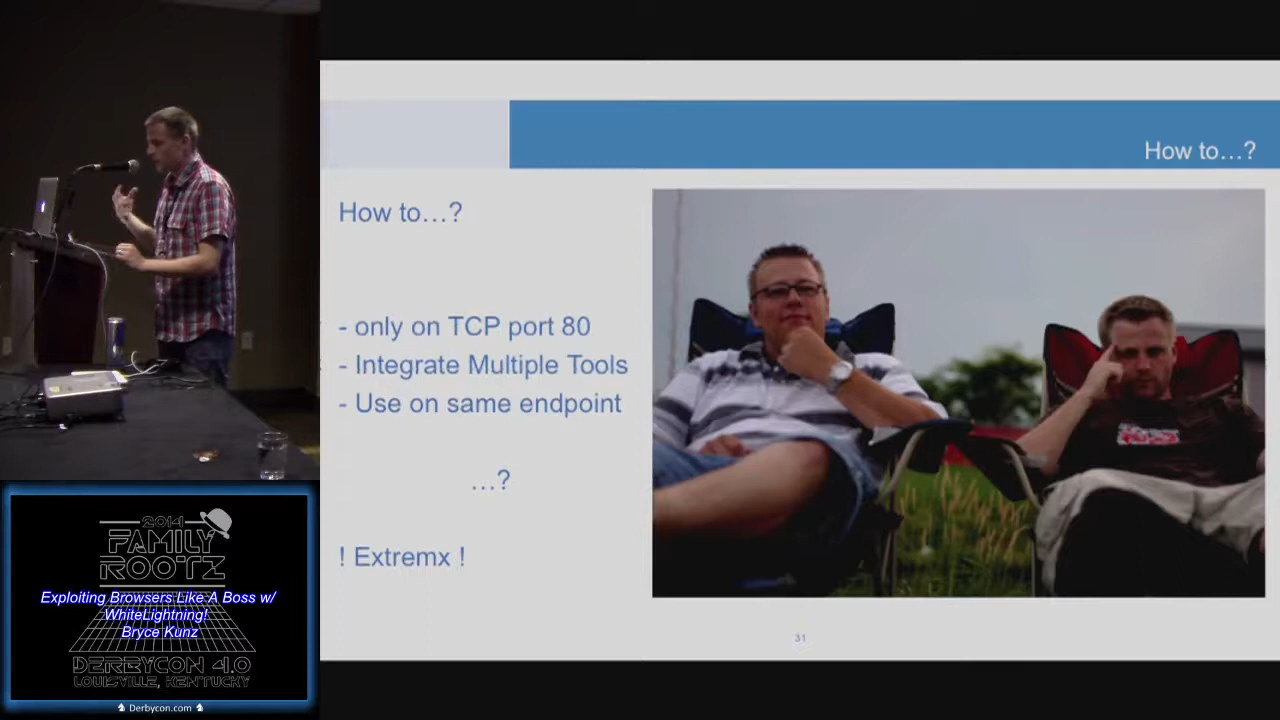 How to…?
How to…?
- only on TCP port 80
- Integrate Multiple Tools
- Use on same endpoint
…?
! Extremx !
31
2014
FAMILY
ROOTZ
Exploiting Browsers Like A Boss w/
WhiteLightning!
Bryce Kunz
DERBYCON 4.0
LOUISVILLE, KENTUCKY
Derbycon.com